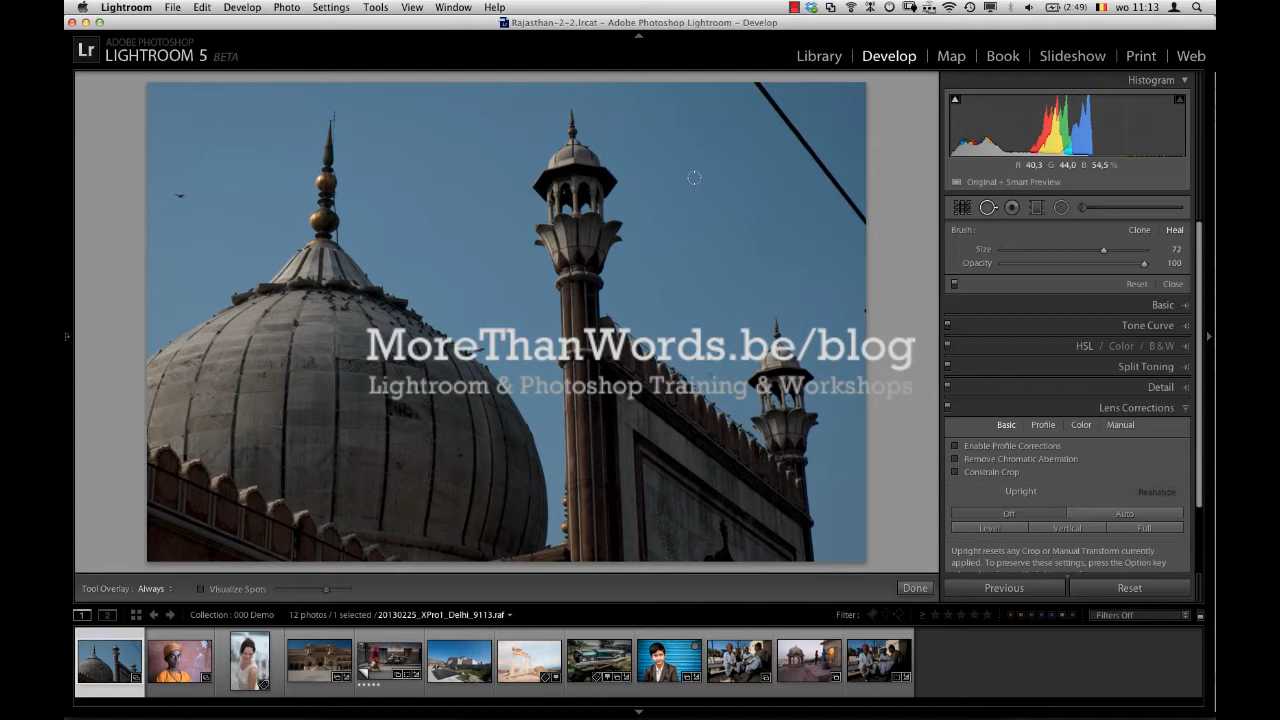 Lightroom File Edit Develop Photo Settings Tools View Window Help (2:49) wo 11:13
Rajasthan-2-2.lrcat - Adobe Photoshop Lightroom - Develop
Lr ADOBE PHOTOSHOP
LIGHTROOM 5 BETA
Library | Develop | Map | Book | Slideshow | Print | Web
Histogram
R 40,3 G 44,0 B 54,5 %
Original + Smart Preview
Brush : Clone Heal
Size 72
Opacity 100
Reset Close
Basic
Tone Curve
HSL / Color / B & W
Split Toning
Detail
Lens Corrections
Basic Profile Color Manual
Enable Profile Corrections
Remove Chromatic Aberration
Constrain Crop
Upright Reanalyze
Off Auto
Level Vertical Full
Upright resets any Crop or Manual Transform currently
applied. To preserve these settings, press the Option key
Previous Reset
MoreThanWords.be/blog
Lightroom & Photoshop Training & Workshops
Tool Overlay : Always Visualize Spots Done
1 2 Collection : 000 Demo 12 photos / 1 selected / 20130225_XPro1_Delhi_9113.raf Filter : Filters Off